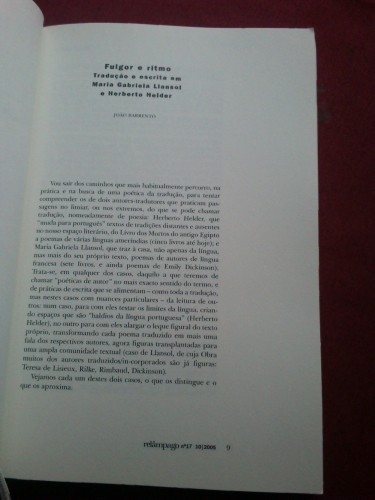 Fulgor e ritmo
Tradução e escrita em
Maria Gabriela Llansol
e Herberto Helder
JOÃO BARRENTO
Vou sair dos caminhos que mais habitualmente percorro, na
prática e na busca de uma poética da tradução, para tentar
compreender os de dois autores-tradutores que praticam pas-
sagens no limiar, ou nos extremos, do que se pode chamar
tradução, nomeadamente de poesia: Herberto Helder, que
"muda para português" textos de tradições distantes e ausentes
no nosso espaço literário, do Livro dos Mortos do antigo Egipto
a poemas de várias línguas ameríndias (cinco livros até hoje); e
Maria Gabriela Llansol, que traz à casa, não apenas da língua,
mas mais do seu próprio texto, poemas de autores de língua
francesa (sete livros, e ainda poemas de Emily Dickinson).
Trata-se, em qualquer dos casos, daquilo a que teremos de
chamar "poéticas de autor" no mais exacto sentido do termo, e
de práticas de escrita que se alimentam – como toda a tradução,
mas nestes casos com nuances particulares – da leitura de ou-
tros: num caso, para com eles testar os limites da língua, crian-
do espaços que são "baldios da língua portuguesa" (Herberto
Helder), no outro para com eles alargar o leque figural do texto
próprio, transformando cada poema traduzido em mais uma
fala dos respectivos autores, agora figuras transplantadas para
uma ampla comunidade textual (caso de Llansol, de cuja Obra
muitos dos autores traduzidos/in-corporados são já figuras:
Teresa de Lisieux, Rilke, Rimbaud, Dickinson).
Vejamos cada um destes dois casos, o que os distingue e o
que os aproxima.
relâmpago nº17 10|2005 9